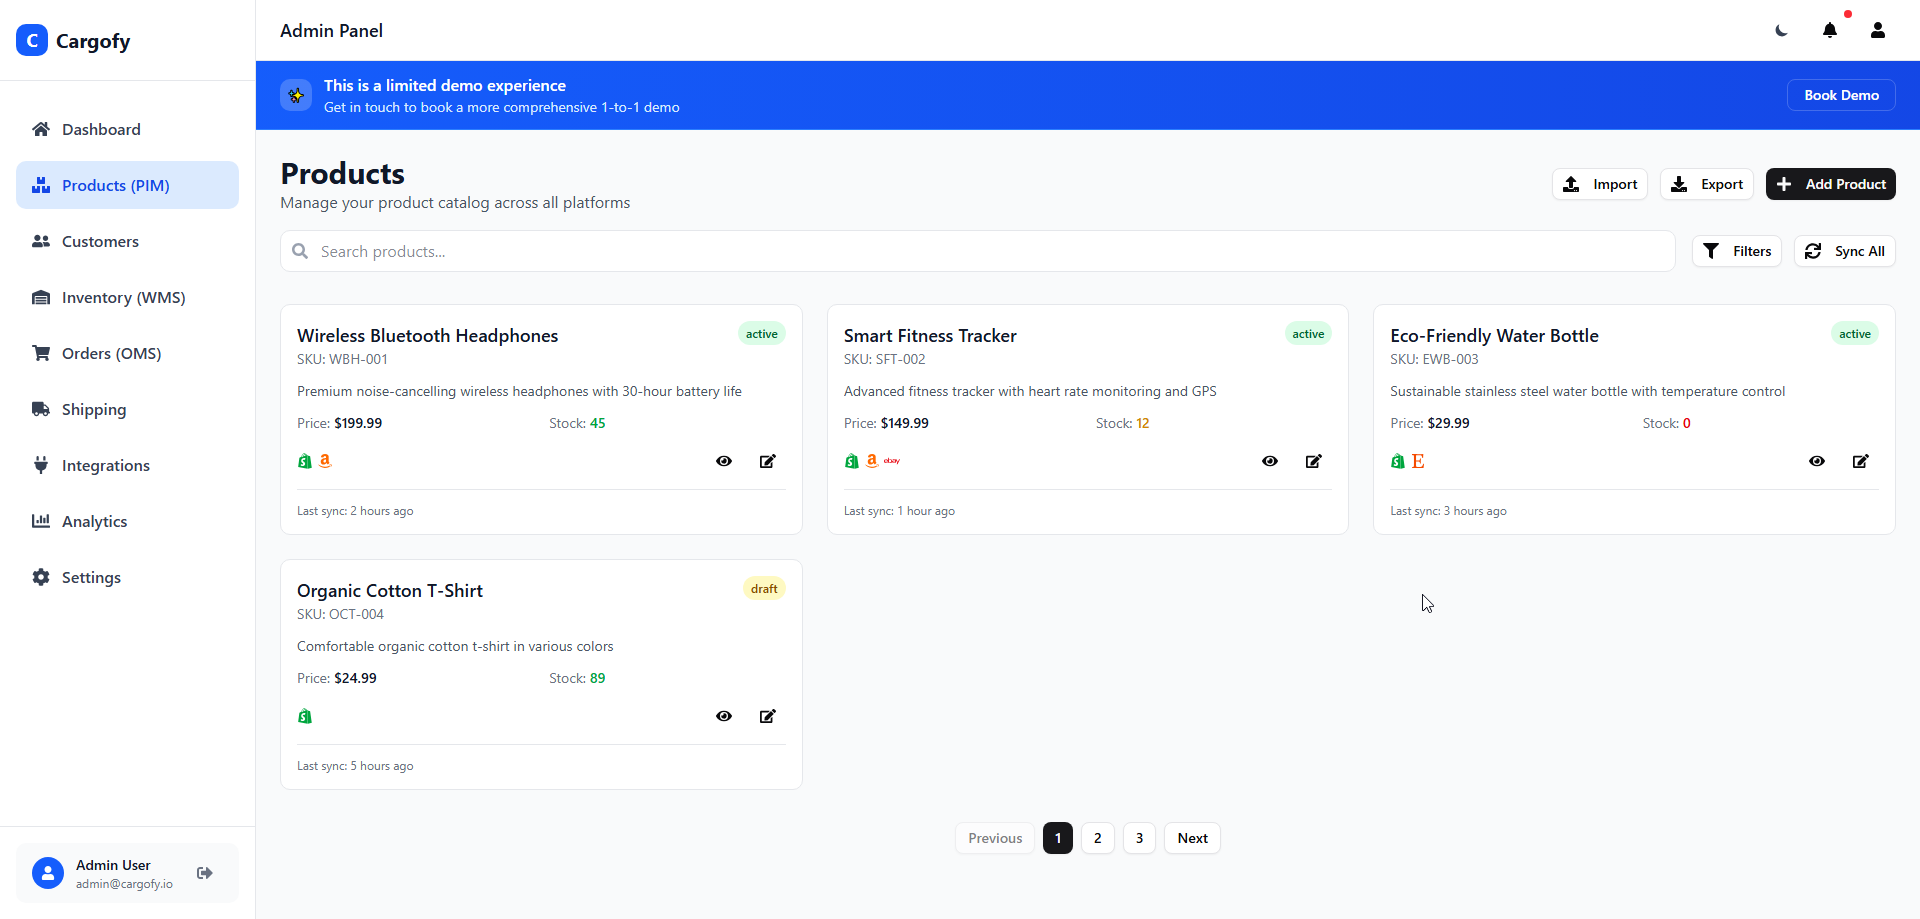 C Cargofy
Dashboard
Products (PIM)
Customers
Inventory (WMS)
Orders (OMS)
Shipping
Integrations
Analytics
Settings
Admin User
admin@cargofy.io
Admin Panel
This is a limited demo experience
Get in touch to book a more comprehensive 1-to-1 demo
Book Demo
Products
Manage your product catalog across all platforms
Import
Export
Add Product
Search products...
Filters
Sync All
Wireless Bluetooth Headphones
active
SKU: WBH-001
Premium noise-cancelling wireless headphones with 30-hour battery life
Price: $199.99
Stock: 45
Last sync: 2 hours ago
Smart Fitness Tracker
active
SKU: SFT-002
Advanced fitness tracker with heart rate monitoring and GPS
Price: $149.99
Stock: 12
ebay
Last sync: 1 hour ago
Eco-Friendly Water Bottle
active
SKU: EWB-003
Sustainable stainless steel water bottle with temperature control
Price: $29.99
Stock: 0
Last sync: 3 hours ago
Organic Cotton T-Shirt
draft
SKU: OCT-004
Comfortable organic cotton t-shirt in various colors
Price: $24.99
Stock: 89
Last sync: 5 hours ago
Previous
1
2
3
Next